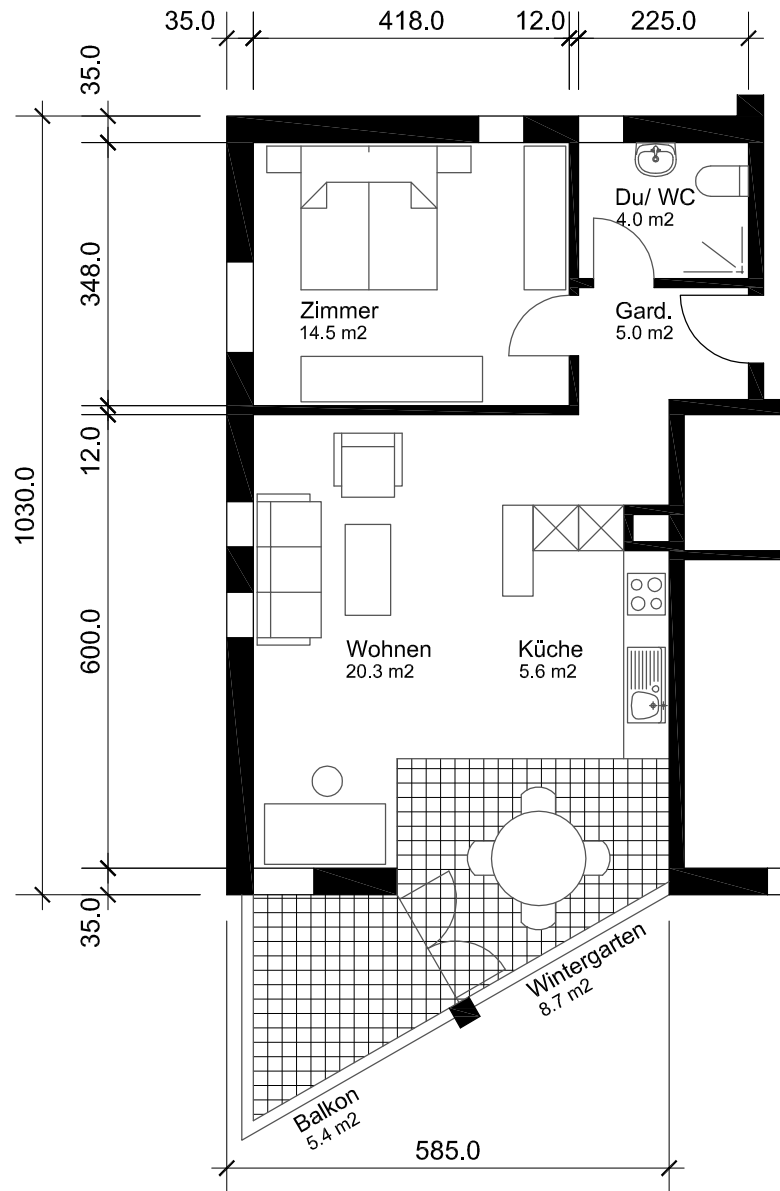 35.0
418.0
12.0
225.0
35.0
348.0
12.0
1030.0
600.0
35.0
Du/ WC
4.0 m2
Zimmer
14.5 m2
Gard.
5.0 m2
Wohnen
20.3 m2
Küche
5.6 m2
Wintergarten
8.7 m2
Balkon
5.4 m2
585.0